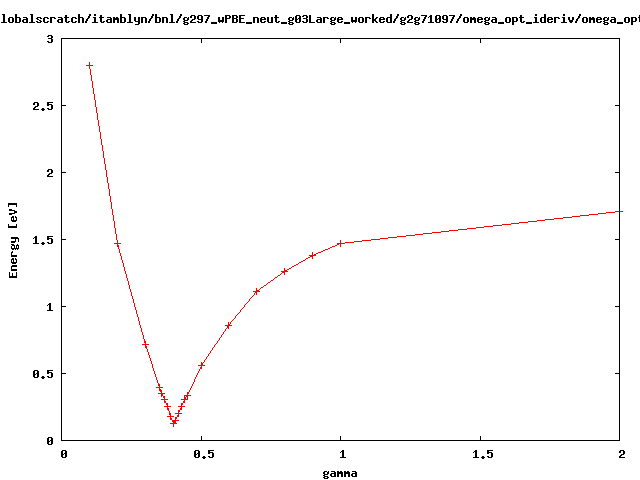 lobalscratch/itamblyn/bnl/g297_wPBE_neut_g03Large_worked/g2g71097/omega_opt_ideriv/omega_opt
3
2.5
2
1.5
1
0.5
0
Energy [eV]
0 0.5 1 1.5 2
gamma